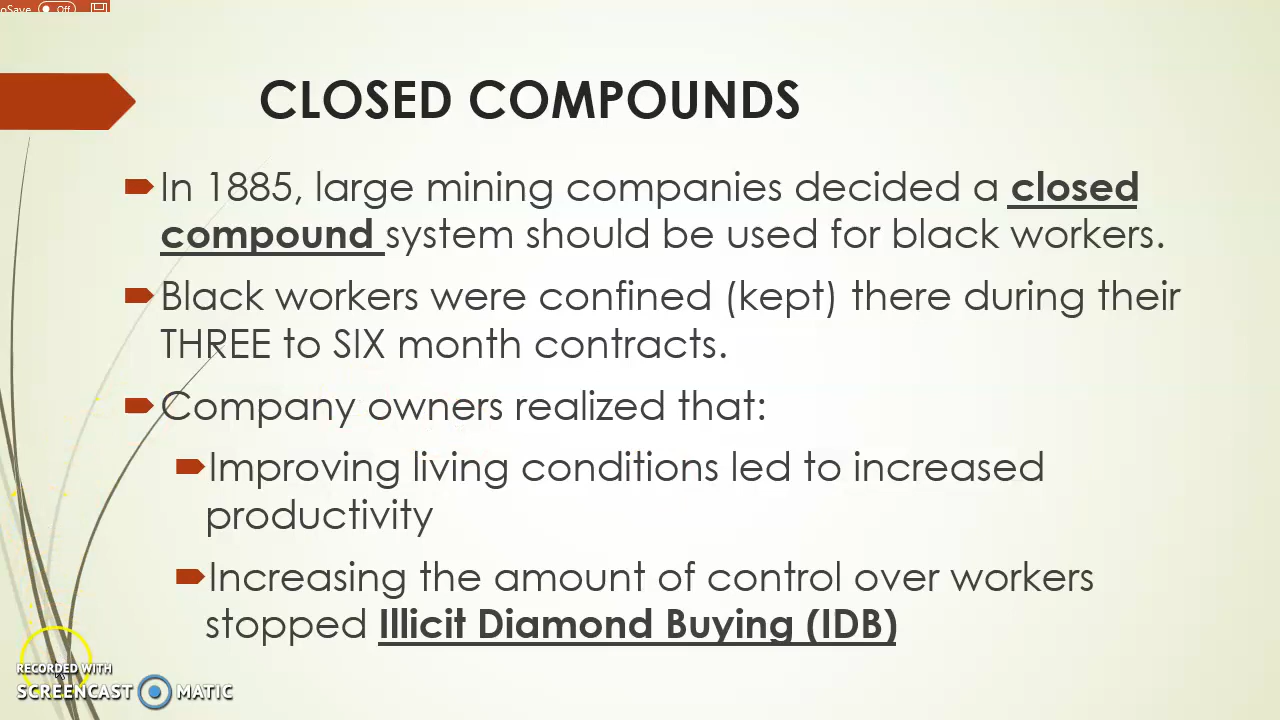 oSave Off
CLOSED COMPOUNDS
In 1885, large mining companies decided a closed
compound system should be used for black workers.
Black workers were confined (kept) there during their
THREE to SIX month contracts.
Company owners realized that:
Improving living conditions led to increased
productivity
Increasing the amount of control over workers
stopped Illicit Diamond Buying (IDB)
RECORDED WITH
SCREENCAST MATIC